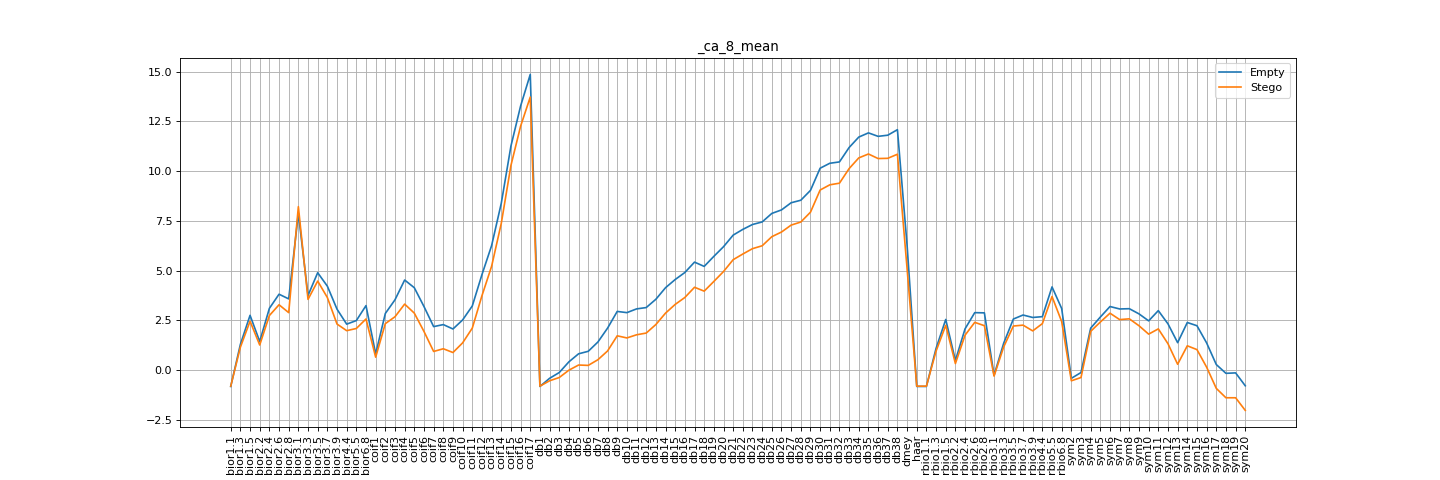 _ca_8_mean
15.0
12.5
10.0
7.5
5.0
2.5
0.0
−2.5
Empty
Stego
bior1.1
bior1.3
bior1.5
bior2.2
bior2.4
bior2.6
bior2.8
bior3.1
bior3.3
bior3.5
bior3.7
bior3.9
bior4.4
bior5.5
bior6.8
coif1
coif2
coif3
coif4
coif5
coif6
coif7
coif8
coif9
coif10
coif11
coif12
coif13
coif14
coif15
coif16
coif17
db1
db2
db3
db4
db5
db6
db7
db8
db9
db10
db11
db12
db13
db14
db15
db16
db17
db18
db19
db20
db21
db22
db23
db24
db25
db26
db27
db28
db29
db30
db31
db32
db33
db34
db35
db36
db37
db38
dmey
haar
rbio1.1
rbio1.3
rbio1.5
rbio2.2
rbio2.4
rbio2.6
rbio2.8
rbio3.1
rbio3.3
rbio3.5
rbio3.7
rbio3.9
rbio4.4
rbio5.5
rbio6.8
sym2
sym3
sym4
sym5
sym6
sym7
sym8
sym9
sym10
sym11
sym12
sym13
sym14
sym15
sym16
sym17
sym18
sym19
sym20